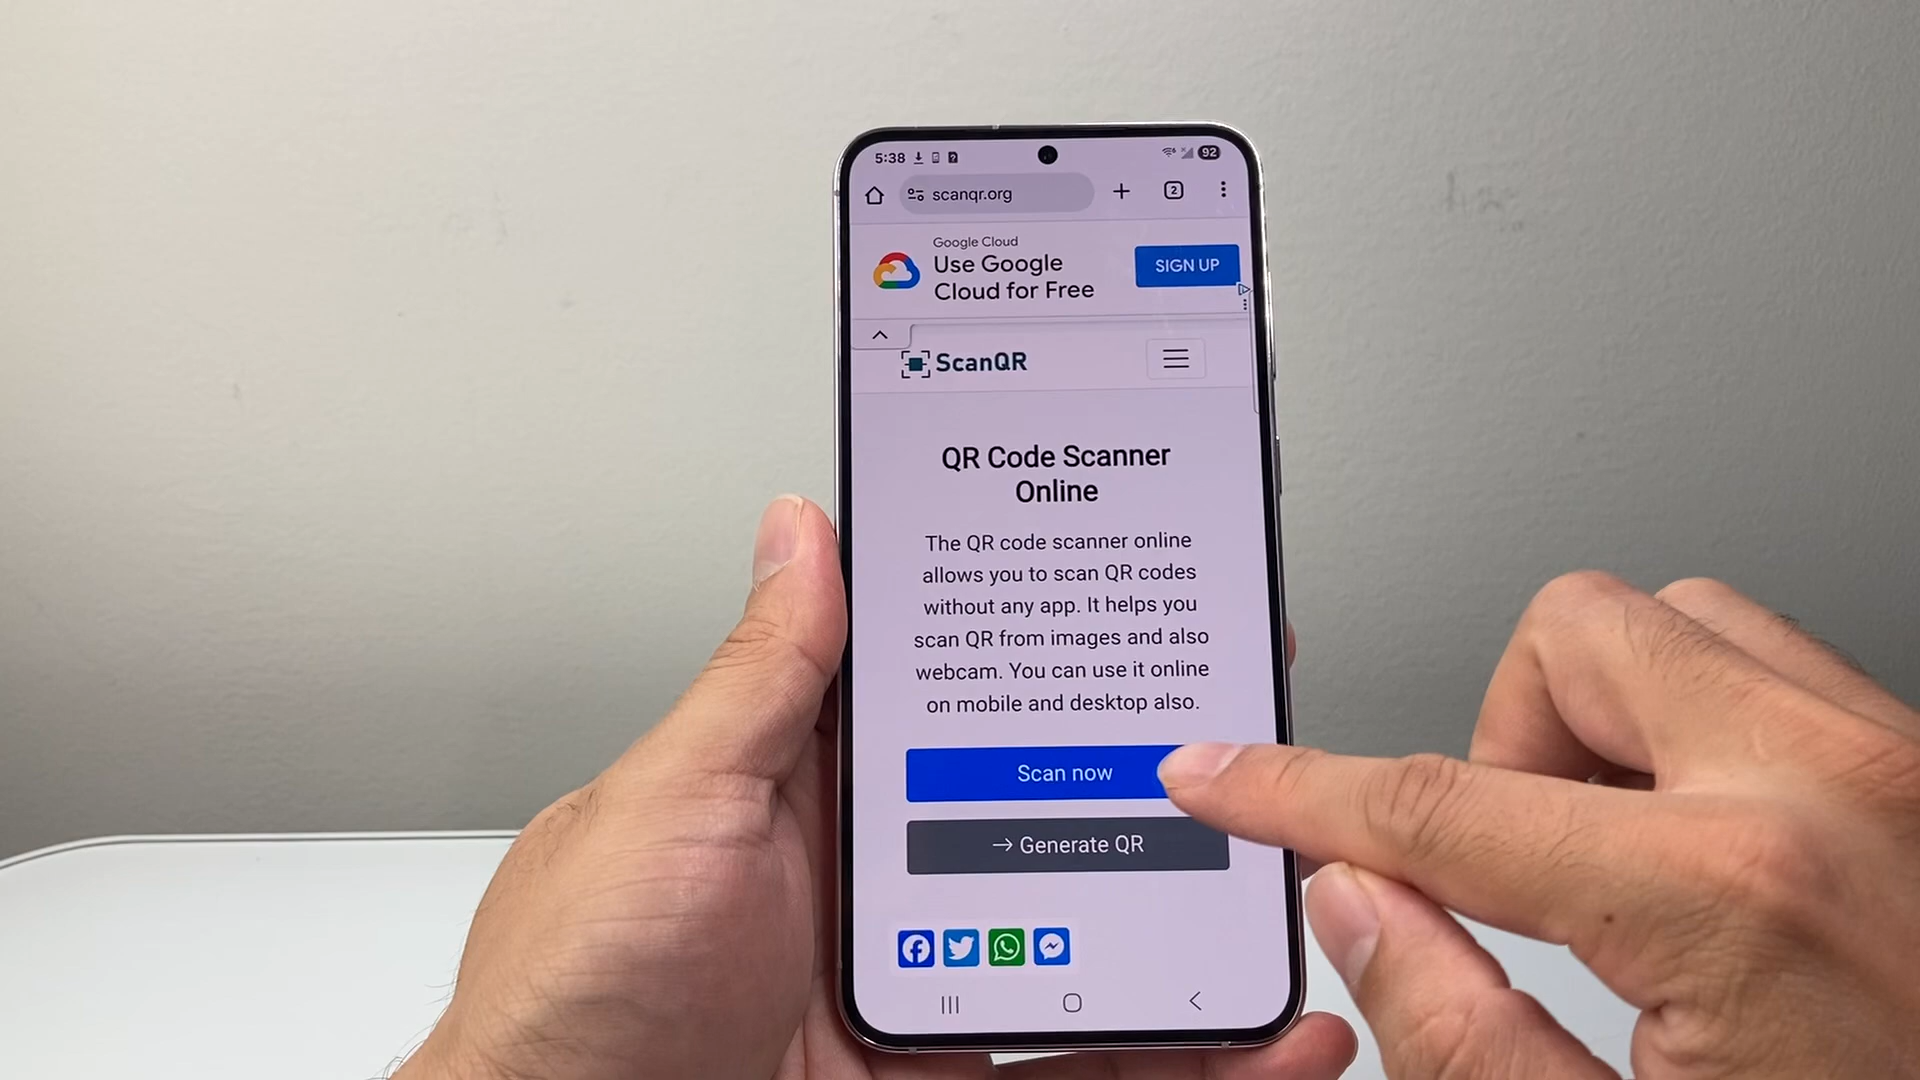 5:38
92
scanqr.org
2
Google Cloud
Use Google
Cloud for Free
SIGN UP
ScanQR
QR Code Scanner
Online
The QR code scanner online
allows you to scan QR codes
without any app. It helps you
scan QR from images and also
webcam. You can use it online
on mobile and desktop also.
Scan now
→ Generate QR